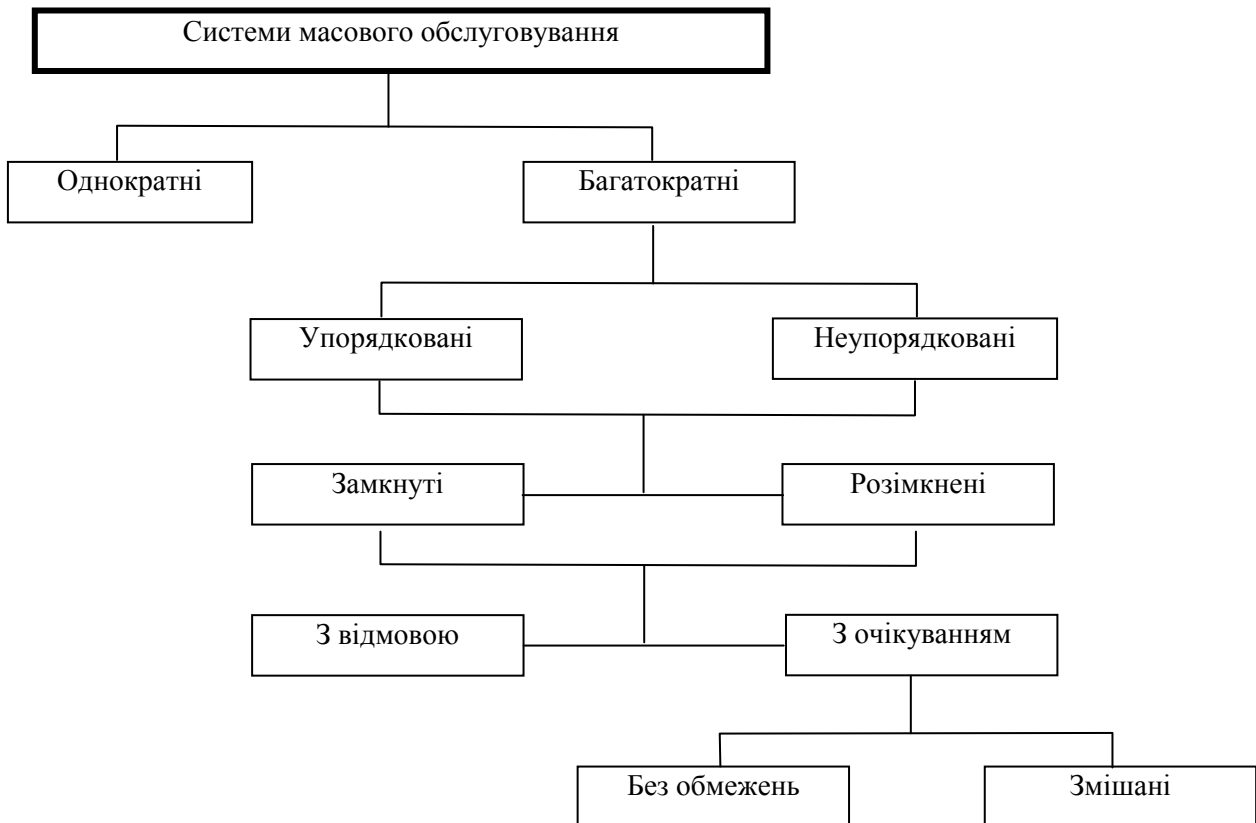 Системи масового обслуговування
Однократні
Багатократні
Упорядковані
Неупорядковані
Замкнуті
Розімкнені
З відмовою
З очікуванням
Без обмежень
Змішані